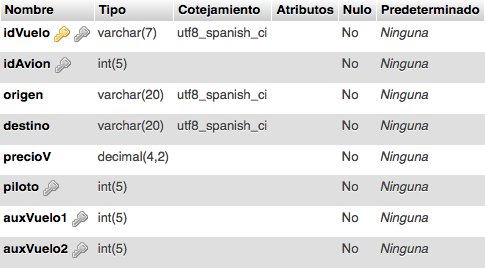 Nombre Tipo Cotejamiento Atributos Nulo Predeterminado
idVuelo varchar(7) utf8_spanish_ci No Ninguna
idAvion int(5) No Ninguna
origen varchar(20) utf8_spanish_ci No Ninguna
destino varchar(20) utf8_spanish_ci No Ninguna
precioV decimal(4,2) No Ninguna
piloto int(5) No Ninguna
auxVuelo1 int(5) No Ninguna
auxVuelo2 int(5) No Ninguna